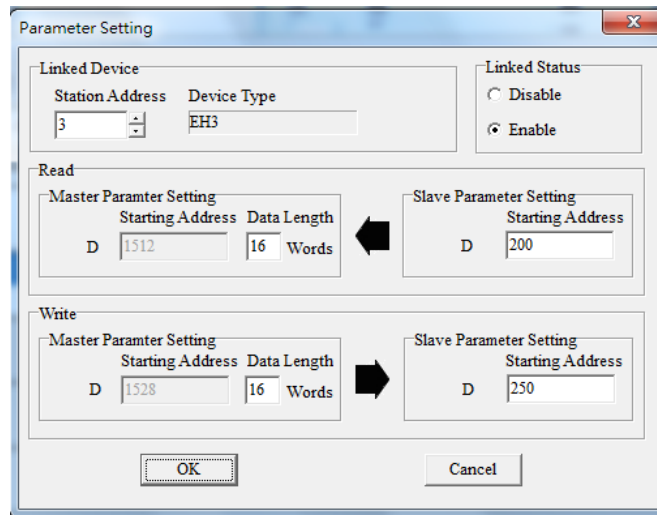 Parameter Setting
x
Linked Device
Station Address Device Type
3 EH3
Linked Status
Disable
Enable
Read
Master Paramter Setting
Starting Address Data Length
D 1512 16 Words
Slave Parameter Setting
Starting Address
D 200
Write
Master Paramter Setting
Starting Address Data Length
D 1528 16 Words
Slave Parameter Setting
Starting Address
D 250
OK Cancel